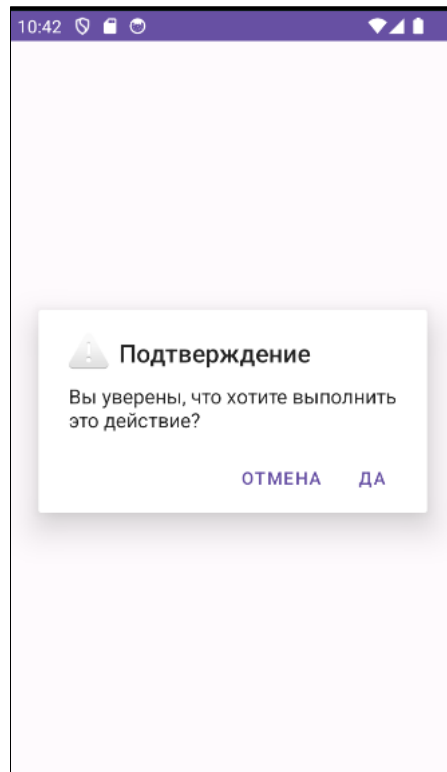 10:42
Подтверждение
Вы уверены, что хотите выполнить
это действие?
ОТМЕНА ДА